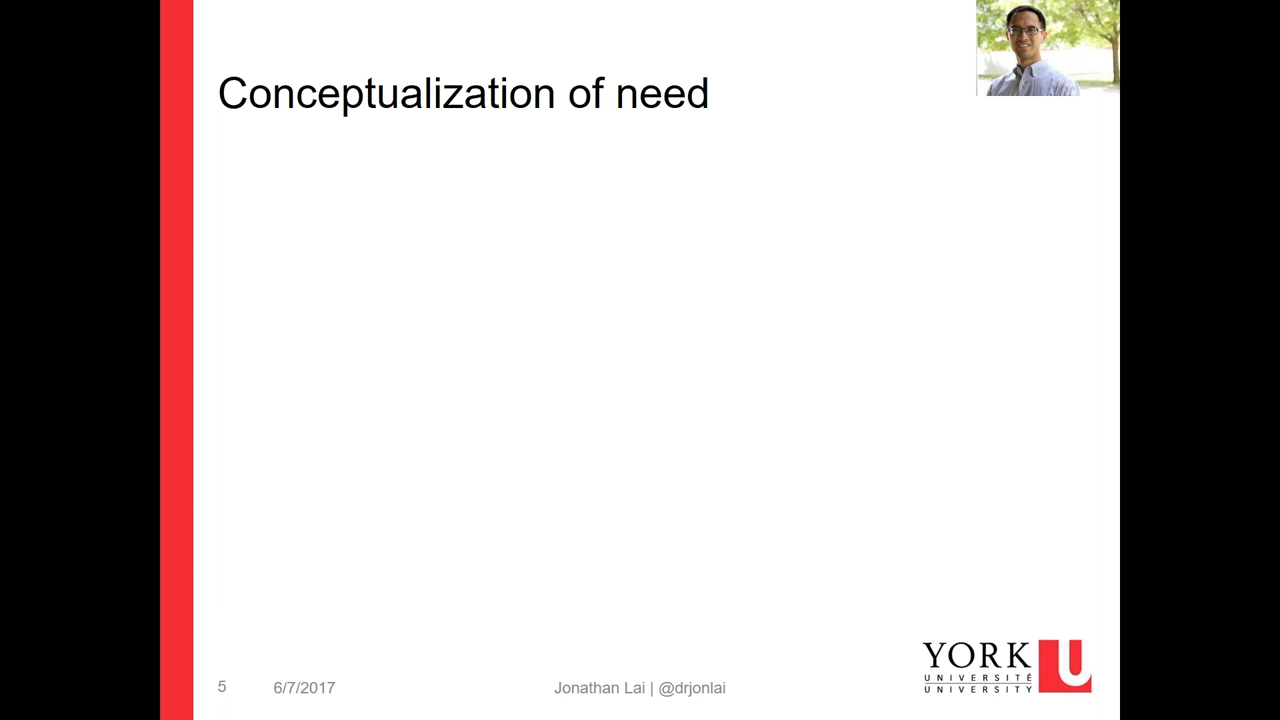 Conceptualization of need
5
6/7/2017
Jonathan Lai | @drjonlai
YORK U
UNIVERSITÉ
UNIVERSITY